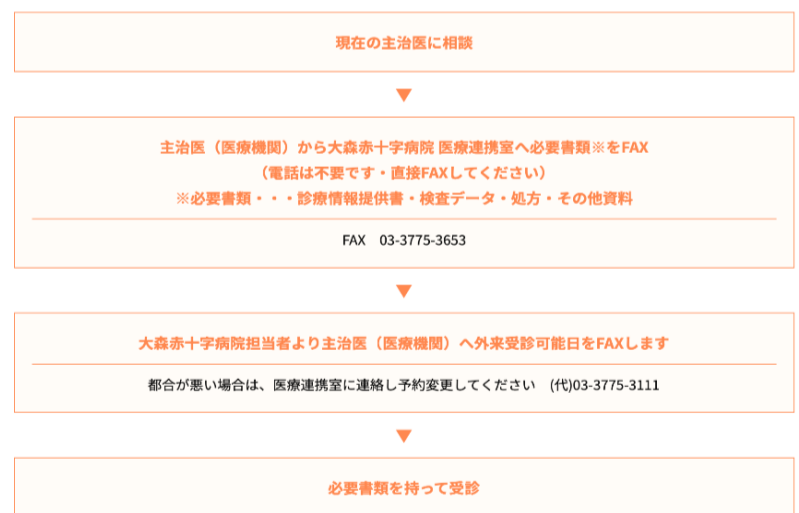 現在の主治医に相談
▼
主治医（医療機関）から大森赤十字病院 医療連携室へ必要書類※をFAX
（電話は不要です・直接FAXしてください）
※必要書類・・・診療情報提供書・検査データ・処方・その他資料
FAX　03-3775-3653
▼
大森赤十字病院担当者より主治医（医療機関）へ外来受診可能日をFAXします
都合が悪い場合は、医療連携室に連絡し予約変更してください　(代)03-3775-3111
▼
必要書類を持って受診